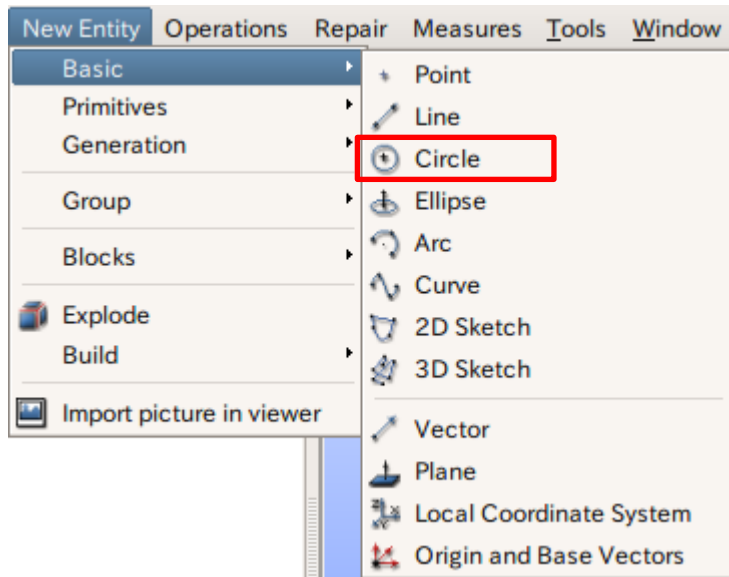 New Entity Operations Repair Measures Tools Window
Basic
Primitives
Generation
Group
Blocks
Explode
Build
Import picture in viewer
Point
Line
Circle
Ellipse
Arc
Curve
2D Sketch
3D Sketch
Vector
Plane
Local Coordinate System
Origin and Base Vectors